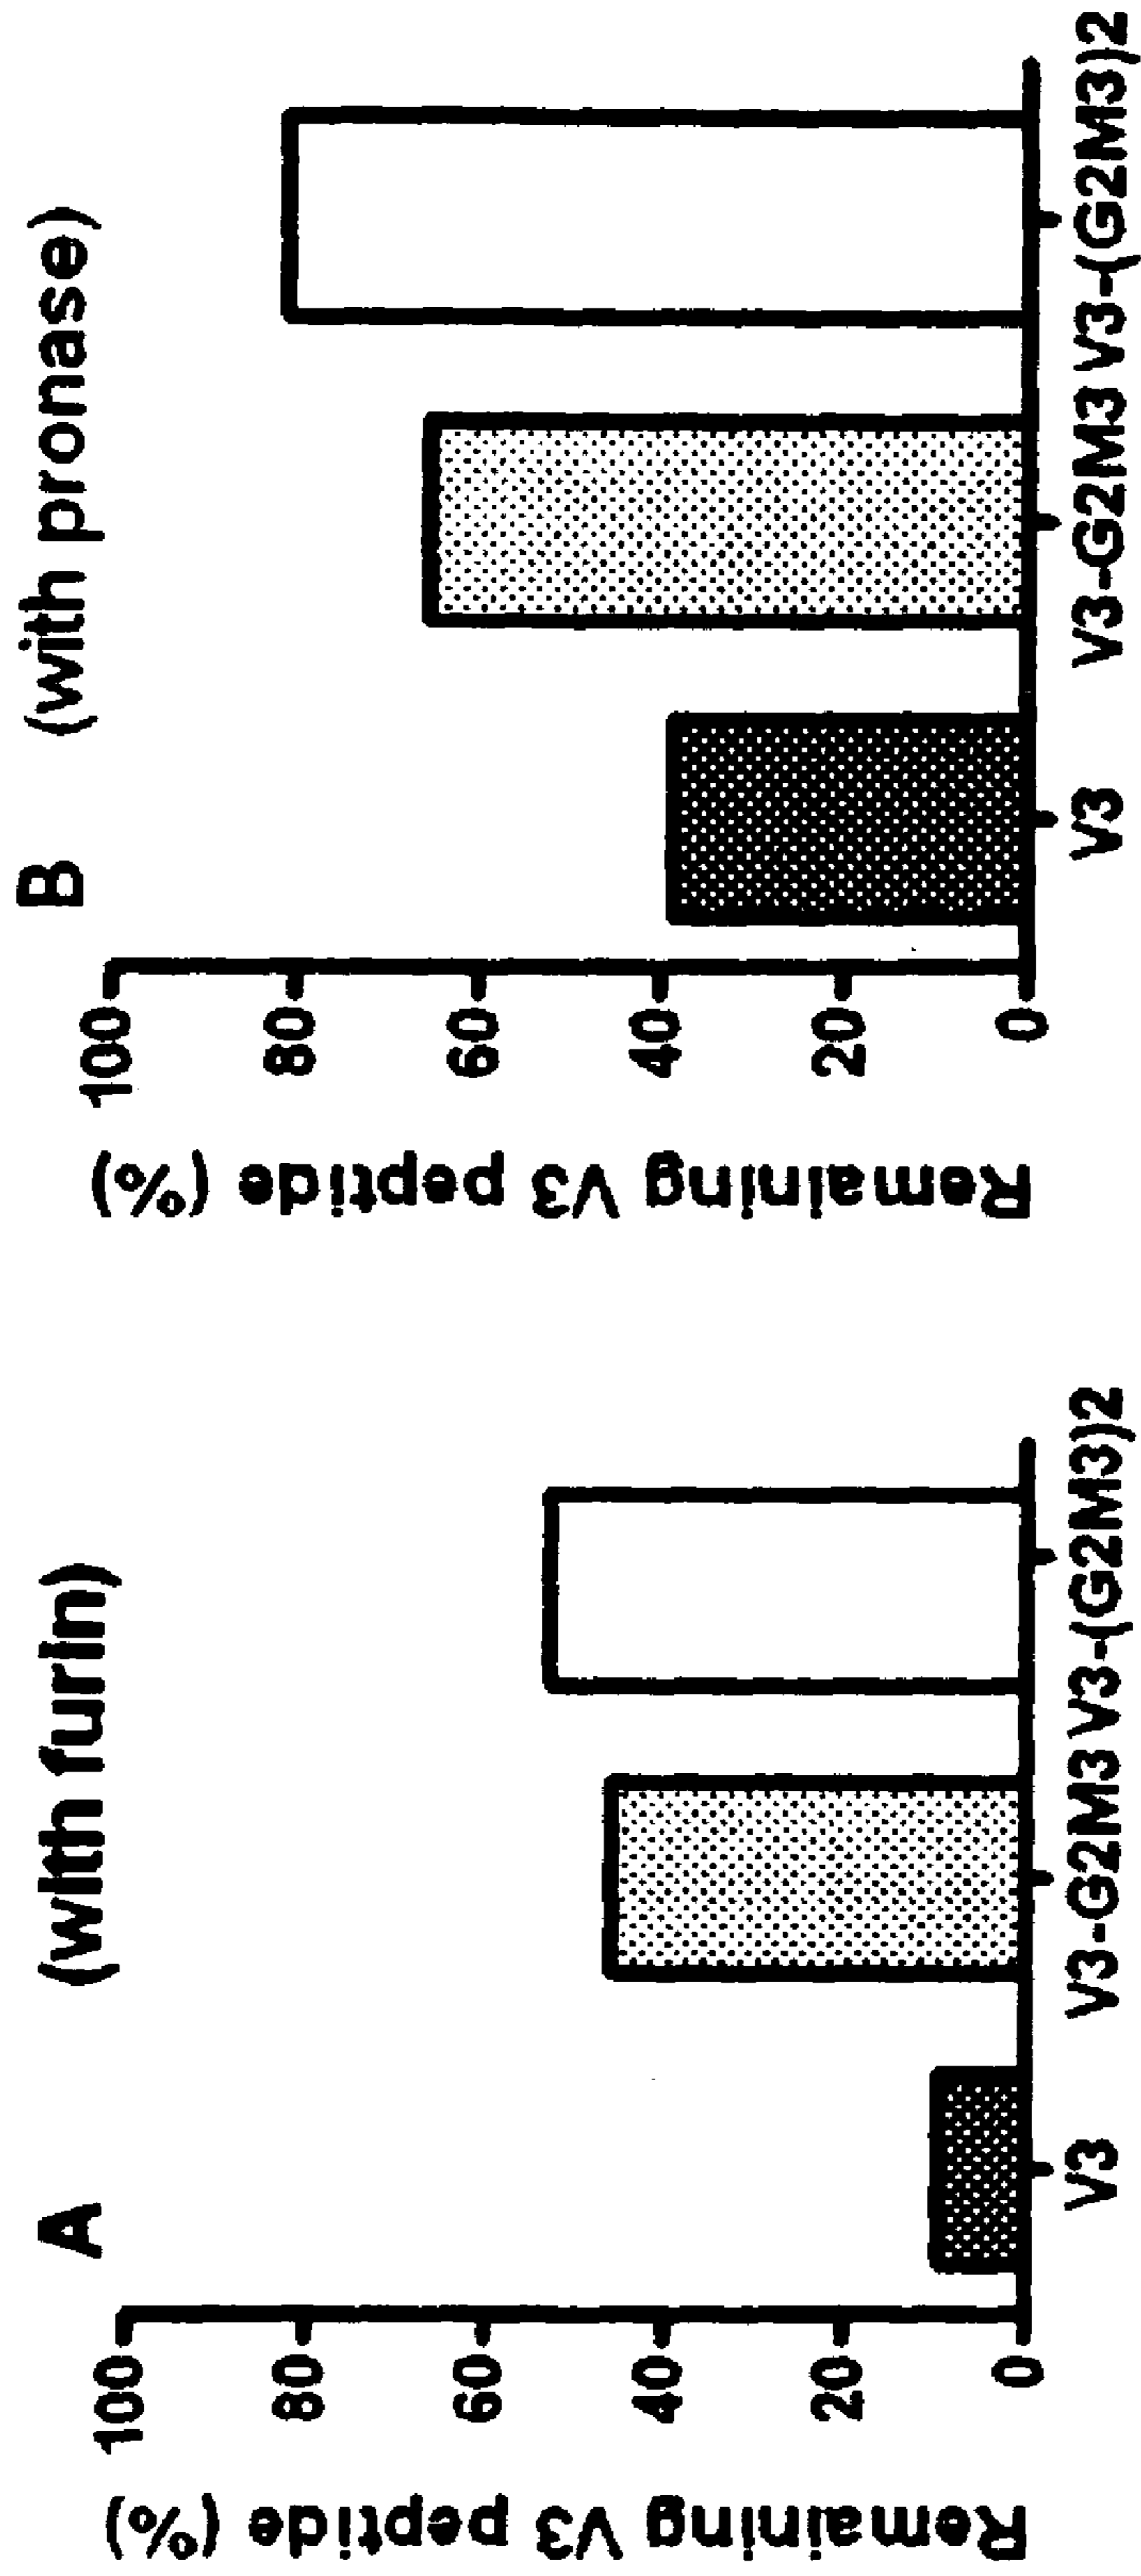 A (with furin)
Remaining V3 peptide (%)
100
80
60
40
20
0
V3 V3-G2M3 V3-(G2M3)2
B (with pronase)
Remaining V3 peptide (%)
100
80
60
40
20
0
V3 V3-G2M3 V3-(G2M3)2